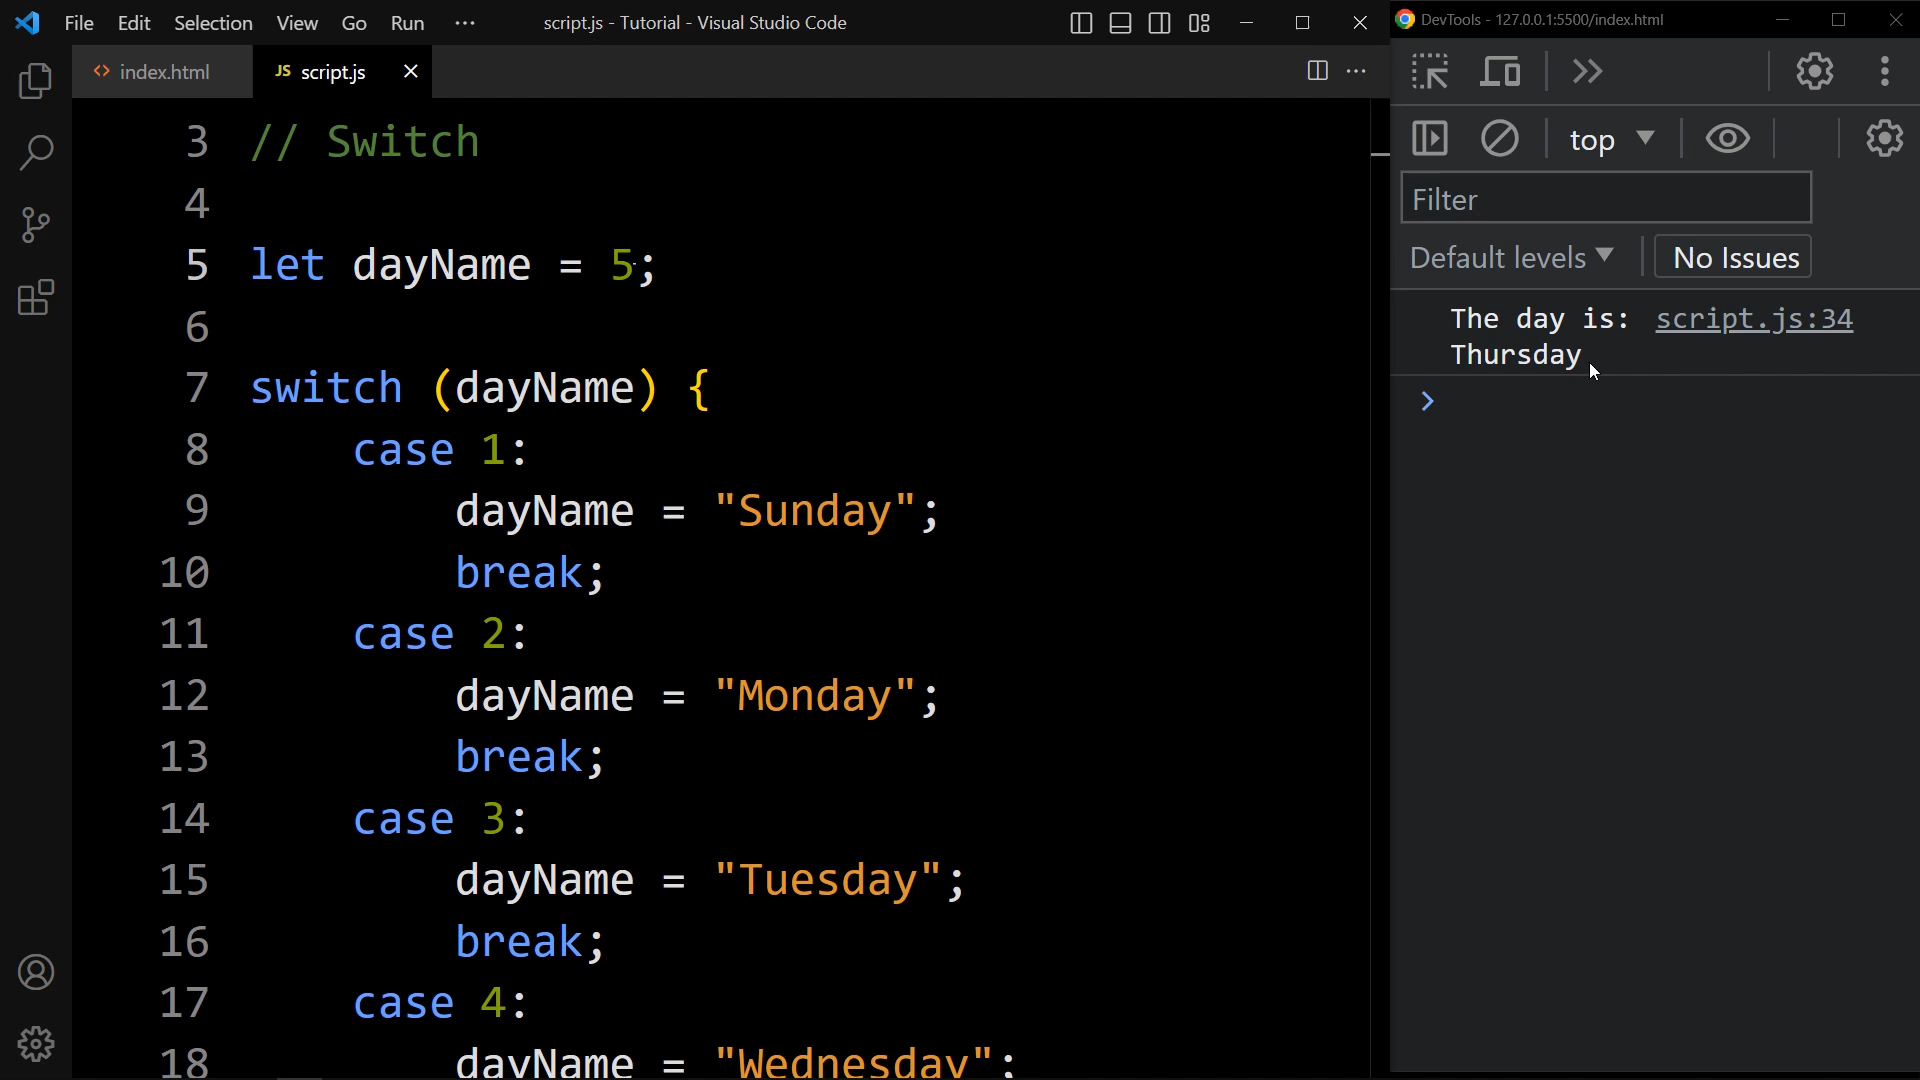 File Edit Selection View Go Run ··· script.js - Tutorial - Visual Studio Code
<> index.html JS script.js
3 // Switch
4
5 let dayName = 5;
6
7 switch (dayName) {
8 case 1:
9 dayName = "Sunday";
10 break;
11 case 2:
12 dayName = "Monday";
13 break;
14 case 3:
15 dayName = "Tuesday";
16 break;
17 case 4:
18 dayName = "Wednesday";
DevTools - 127.0.0.1:5500/index.html
top
Filter
Default levels No Issues
The day is: script.js:34
Thursday